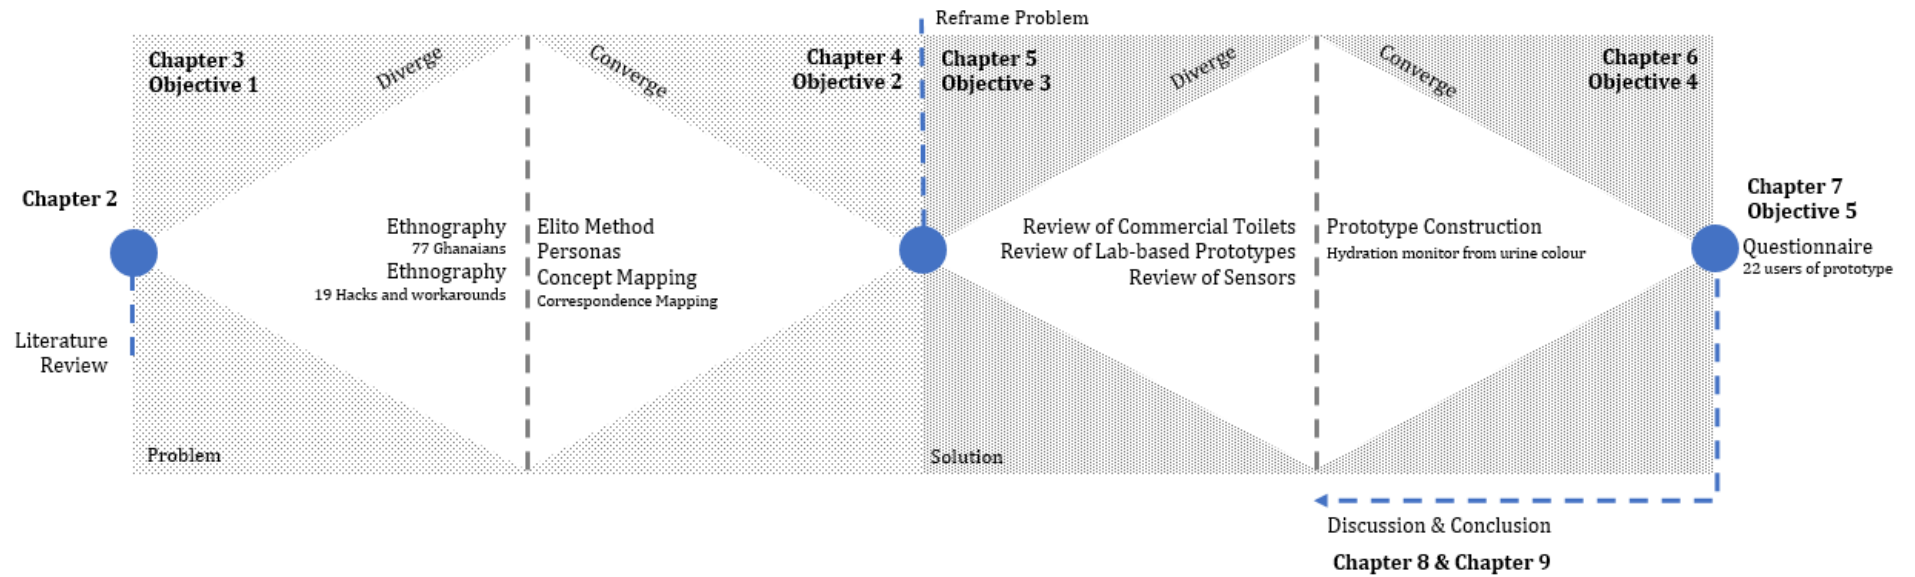 Reframe Problem
Chapter 3
Objective 1
Diverge
Converge
Chapter 4
Objective 2
Chapter 5
Objective 3
Diverge
Converge
Chapter 6
Objective 4
Chapter 2
Literature
Review
Ethnography
77 Ghanaians
Ethnography
19 Hacks and workarounds
Elito Method
Personas
Concept Mapping
Correspondence Mapping
Review of Commercial Toilets
Review of Lab-based Prototypes
Review of Sensors
Prototype Construction
Hydration monitor from urine colour
Chapter 7
Objective 5
Questionnaire
22 users of prototype
Problem
Solution
Discussion & Conclusion
Chapter 8 & Chapter 9